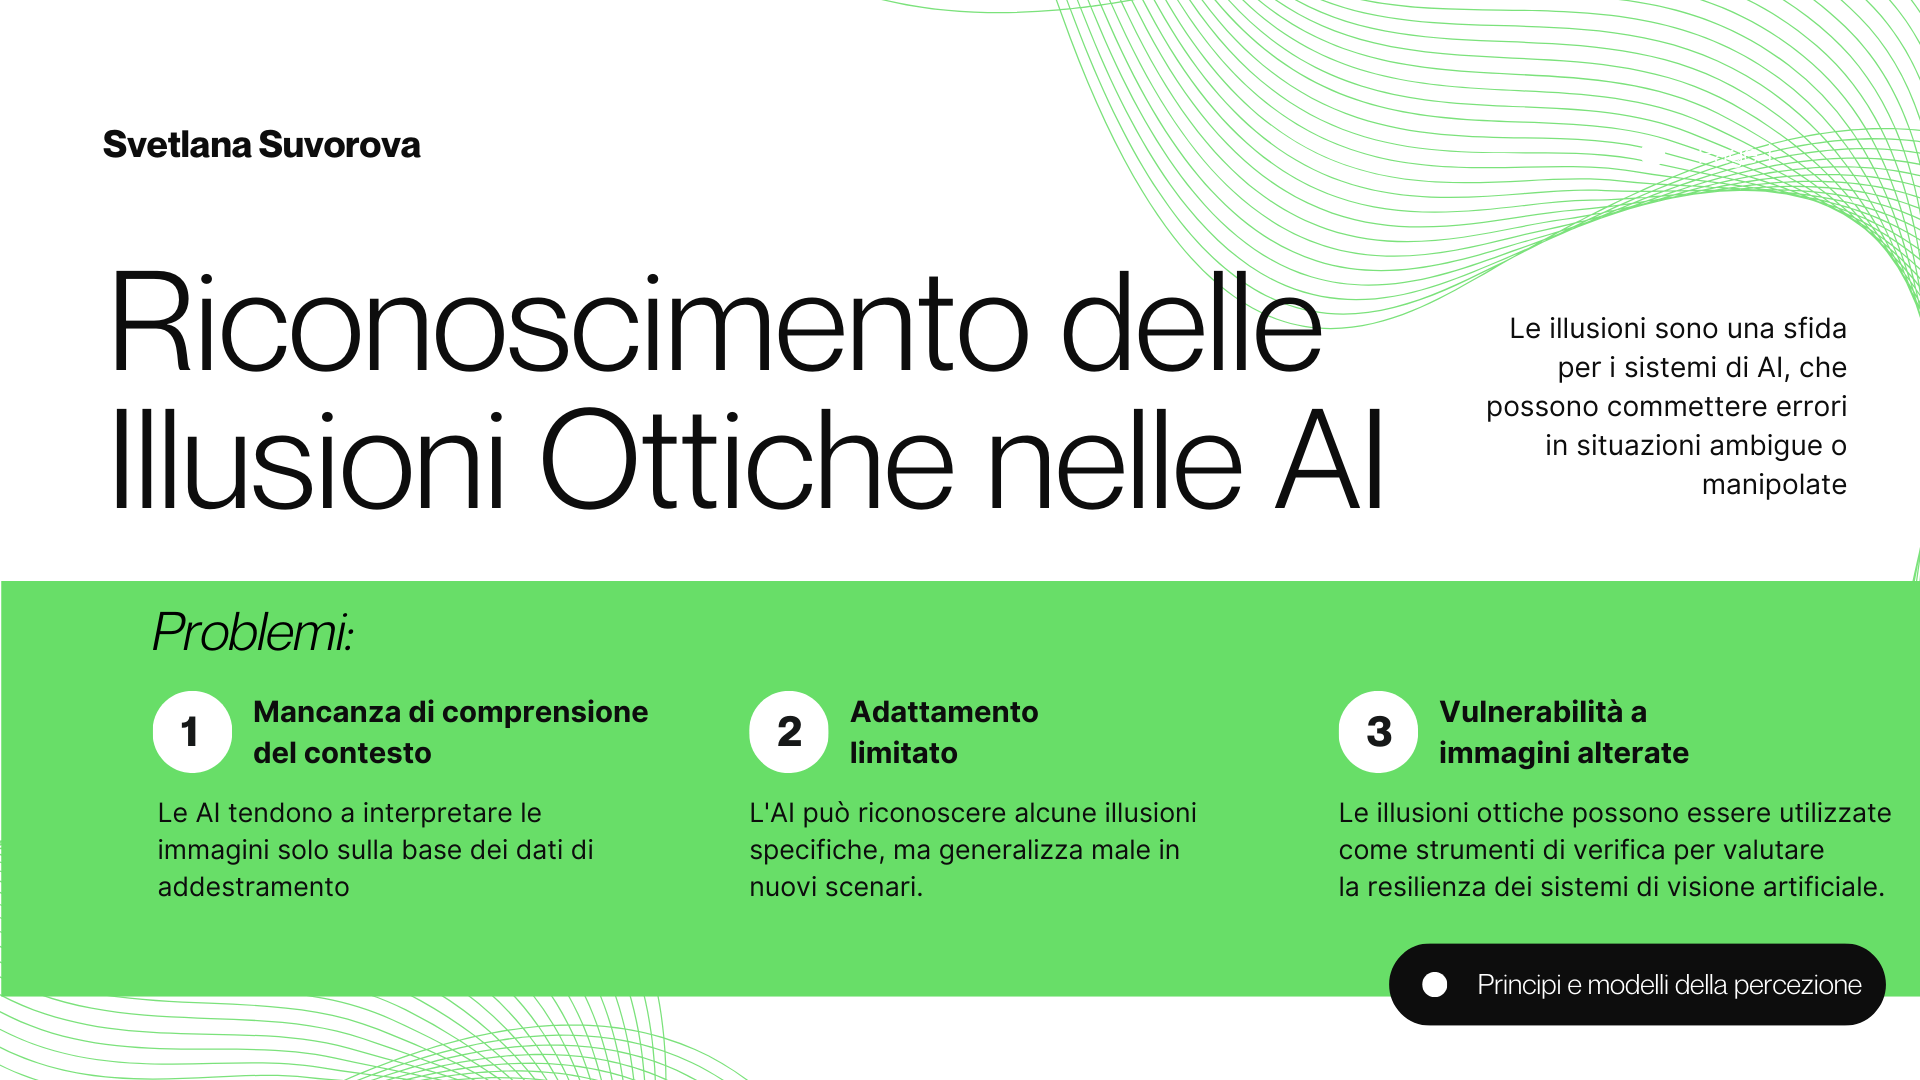 Svetlana Suvorova
Riconoscimento delle
Illusioni Ottiche nelle AI
Le illusioni sono una sfida
per i sistemi di AI, che
possono commettere errori
in situazioni ambigue o
manipolate
Problemi:
1
Mancanza di comprensione
del contesto
Le AI tendono a interpretare le
immagini solo sulla base dei dati di
addestramento
2
Adattamento
limitato
L'AI può riconoscere alcune illusioni
specifiche, ma generalizza male in
nuovi scenari.
3
Vulnerabilità a
immagini alterate
Le illusioni ottiche possono essere utilizzate
come strumenti di verifica per valutare
la resilienza dei sistemi di visione artificiale.
Principi e modelli della percezione